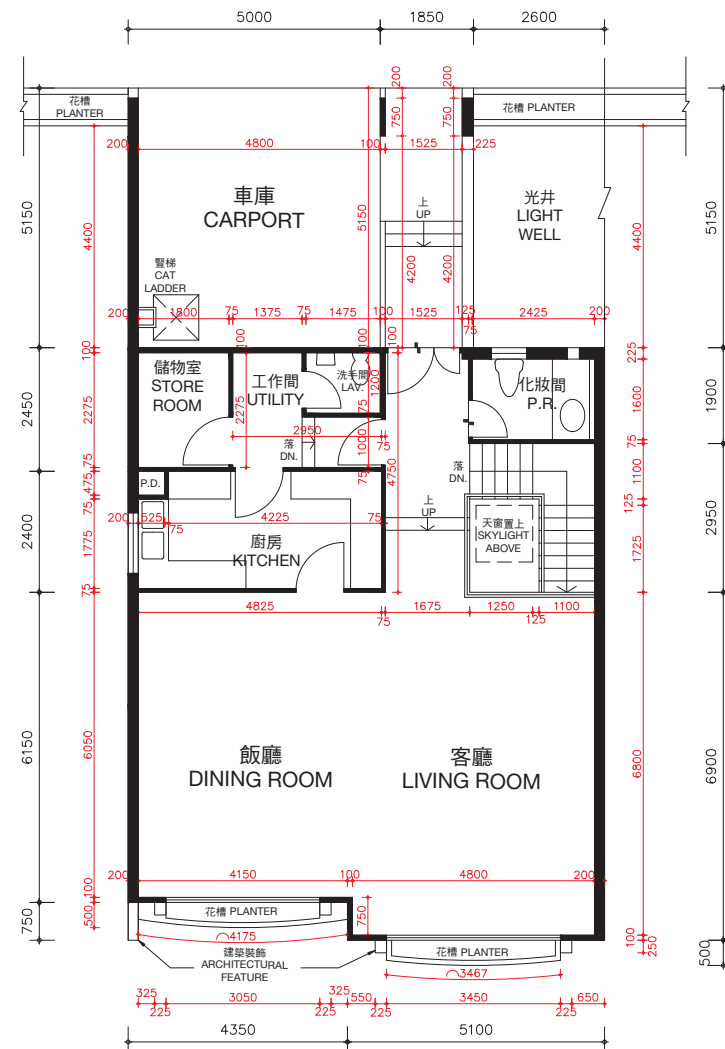 5000 1850 2600
花槽
PLANTER
花槽 PLANTER
200 200
750 750
200 4800 100 1525 225
車庫
CARPORT
光井
LIGHT
WELL
上
UP
5150 4400 5150 4200 4200 4400 5150
豎梯
CAT
LADDER
200 1800 75 1375 75 1475 100 1525 125 75 2425 200
100 100 100 100 225
儲物室
STORE
ROOM
工作間
UTILITY
洗手間
LAV.
化妝間
P.R.
2450 2275 2275 1200 75 1600 1900
2950 75
落
DN.
1000 75
落
DN.
75 1100
75 475 75
P.D.
4750
200 525 75 4225 75
上
UP
天窗置上
SKYLIGHT
ABOVE
125 1725 2950
2400 1775 75
廚房
KITCHEN
4825 75 1675 1250 125 1100
6150 6050 6800 6900
飯廳
DINING ROOM
客廳
LIVING ROOM
200 4150 100 4800 200
750 500 100 750 100 250 500
花槽 PLANTER
4175
花槽 PLANTER
建築裝飾
ARCHITECTURAL
FEATURE
3467
325 225 3050 225 325 550 225 3450 225 650
4350 5100